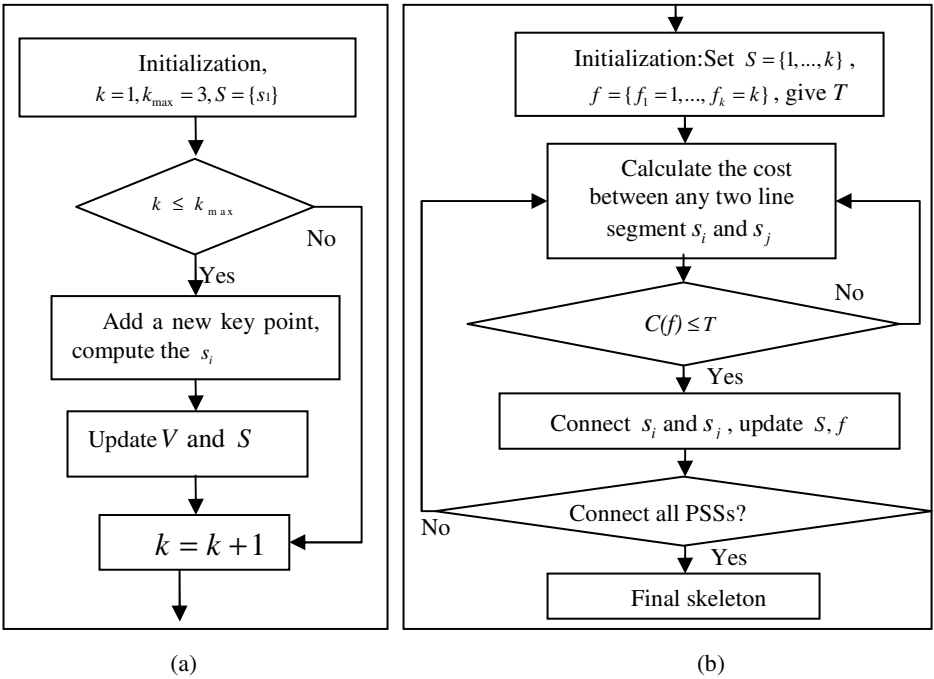 Initialization,
k = 1, k_max = 3, S = {s1}
k ≤ k_max
No
Yes
Add a new key point,
compute the s_i
Update V and S
k = k + 1
(a)
Initialization:Set S = {1,...,k} ,
f = {f_1 = 1,..., f_k = k} , give T
Calculate the cost
between any two line
segment s_i and s_j
No
C(f) ≤ T
Yes
Connect s_i and s_j , update S, f
Connect all PSSs?
No
Yes
Final skeleton
(b)